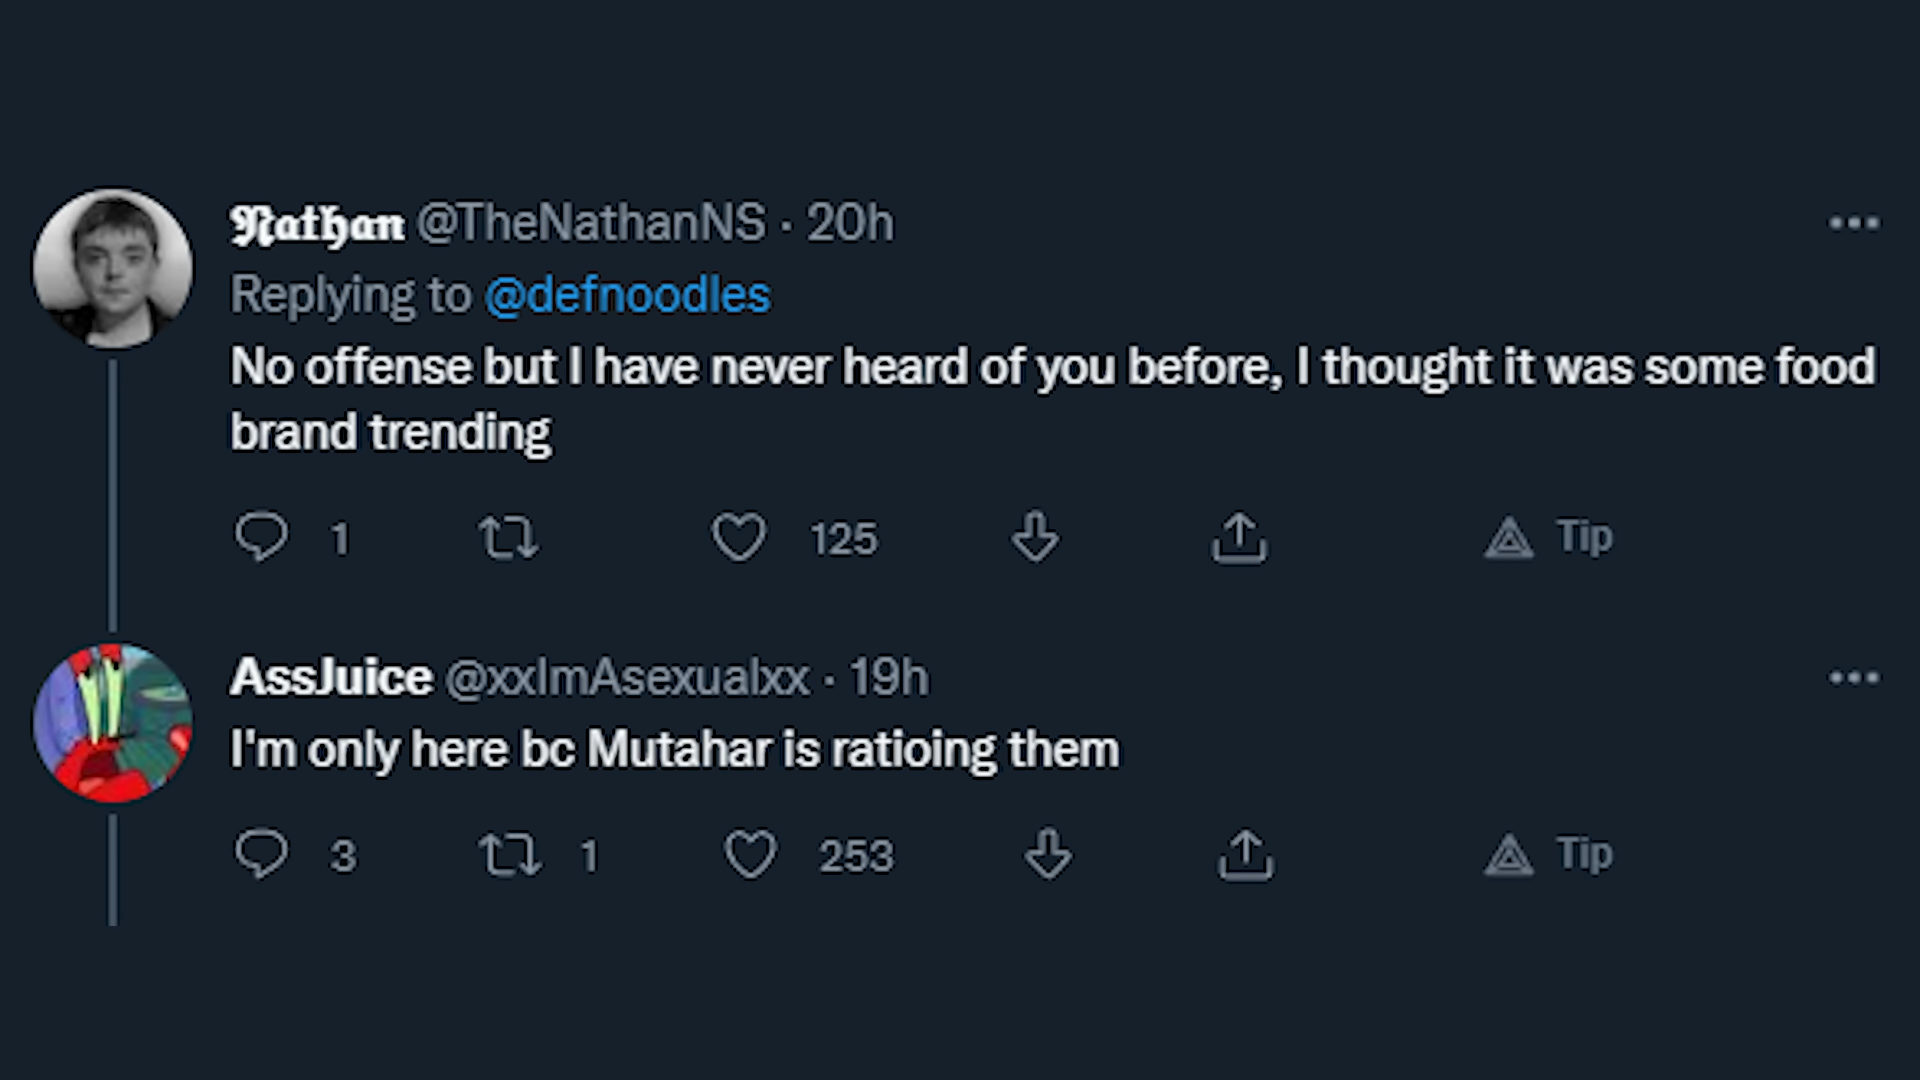 Nathan @TheNathanNS · 20h
Replying to @defnoodles
No offense but I have never heard of you before, I thought it was some food
brand trending
1 125 Tip
AssJuice @xxImAsexualxx · 19h
I'm only here bc Mutahar is ratioing them
3 1 253 Tip